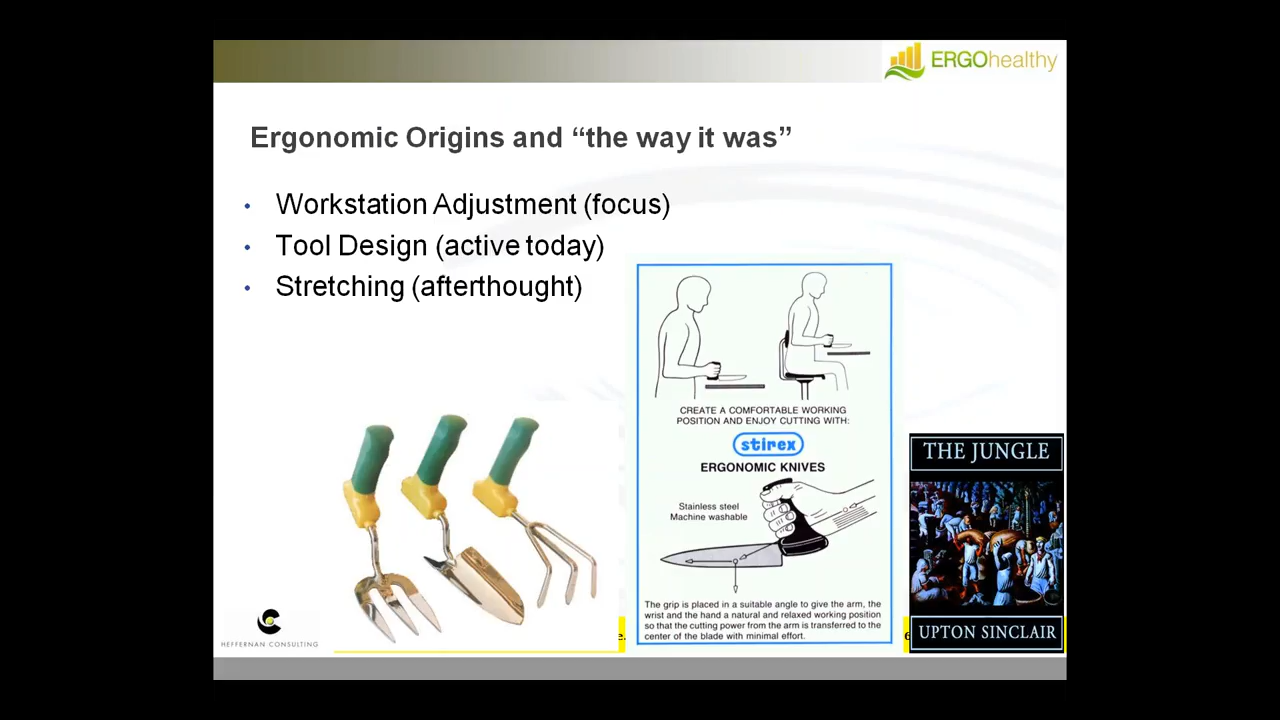 ERGOhealthy
Ergonomic Origins and “the way it was”
• Workstation Adjustment (focus)
• Tool Design (active today)
• Stretching (afterthought)
CREATE A COMFORTABLE WORKING
POSITION AND ENJOY CUTTING WITH:
stirex
ERGONOMIC KNIVES
Stainless steel
Machine washable
The grip is placed in a suitable angle to give the arm, the
wrist and the hand a natural and relaxed working position
so that the cutting power from the arm is transferred to the
center of the blade with minimal effort.
THE JUNGLE
UPTON SINCLAIR
HEFFERNAN CONSULTING
e.
6